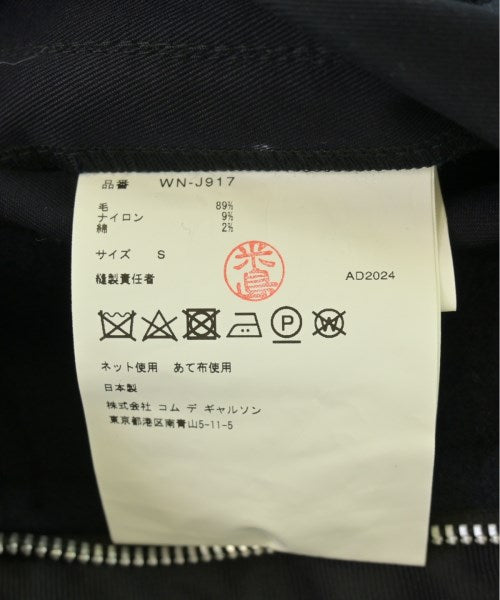 品番 WN-J917
毛 89%
ナイロン 9%
綿 2%
サイズ S
縫製責任者 米島 AD2024
P W
ネット使用 あて布使用
日本製
株式会社 コム デ ギャルソン
東京都港区南青山5-11-5